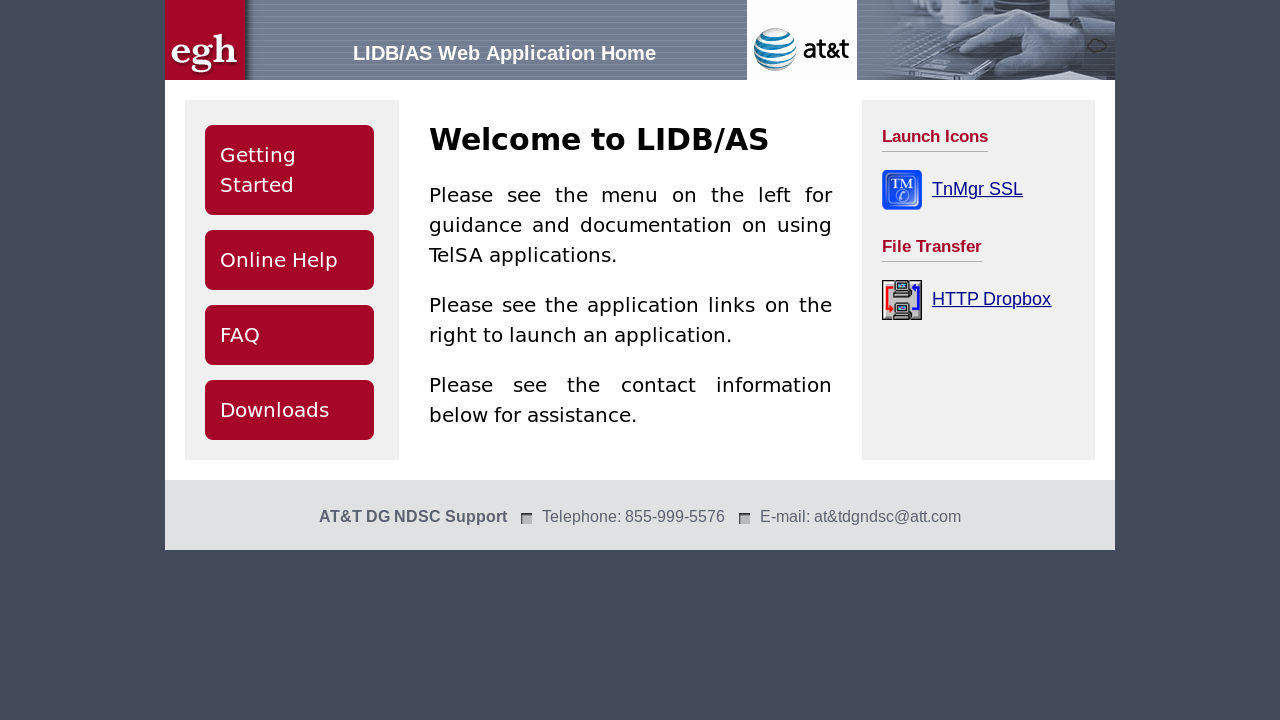 egh
LIDB/AS Web Application Home
at&t
Getting
Started
Online Help
FAQ
Downloads
Welcome to LIDB/AS
Please see the menu on the left for
guidance and documentation on using
TelSA applications.
Please see the application links on the
right to launch an application.
Please see the contact information
below for assistance.
Launch Icons
TM
TnMgr SSL
File Transfer
HTTP Dropbox
AT&T DG NDSC Support Telephone: 855-999-5576 E-mail: at&tdgndsc@att.com